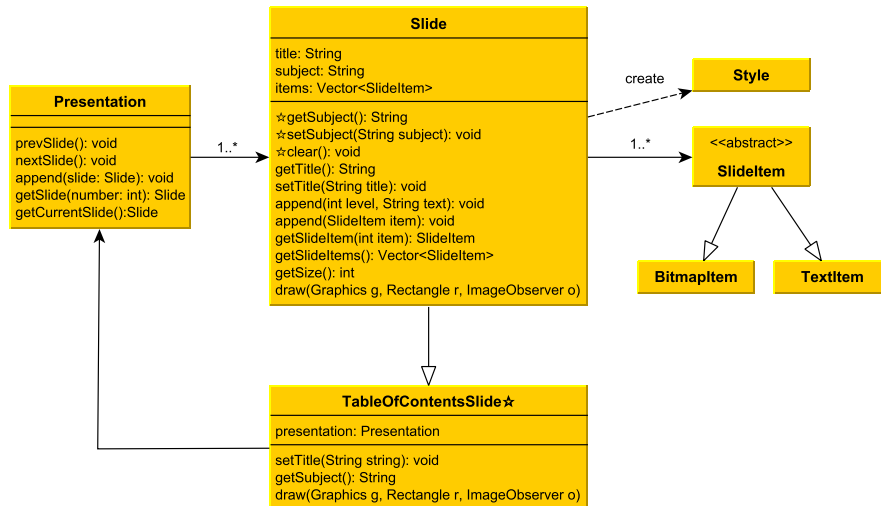 Presentation
prevSlide(): void
nextSlide(): void
append(slide: Slide): void
getSlide(number: int): Slide
getCurrentSlide():Slide
1..*
Slide
title: String
subject: String
items: Vector<SlideItem>
☆getSubject(): String
☆setSubject(String subject): void
☆clear(): void
getTitle(): String
setTitle(String title): void
append(int level, String text): void
append(SlideItem item): void
getSlideItem(int item): SlideItem
getSlideItems(): Vector<SlideItem>
getSize(): int
draw(Graphics g, Rectangle r, ImageObserver o)
create
Style
1..*
<<abstract>>
SlideItem
BitmapItem
TextItem
TableOfContentsSlide☆
presentation: Presentation
setTitle(String string): void
getSubject(): String
draw(Graphics g, Rectangle r, ImageObserver o)